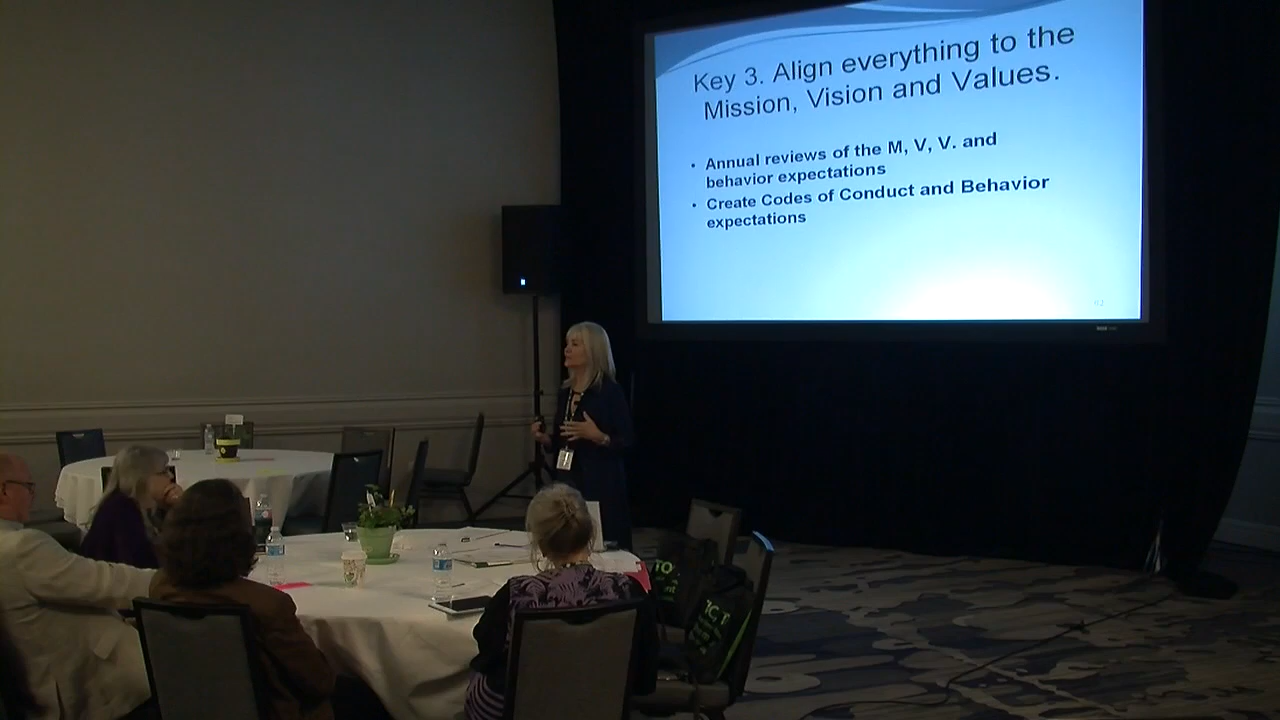 Key 3. Align everything to the
Mission, Vision and Values.
• Annual reviews of the M, V, V. and
behavior expectations
• Create Codes of Conduct and Behavior
expectations